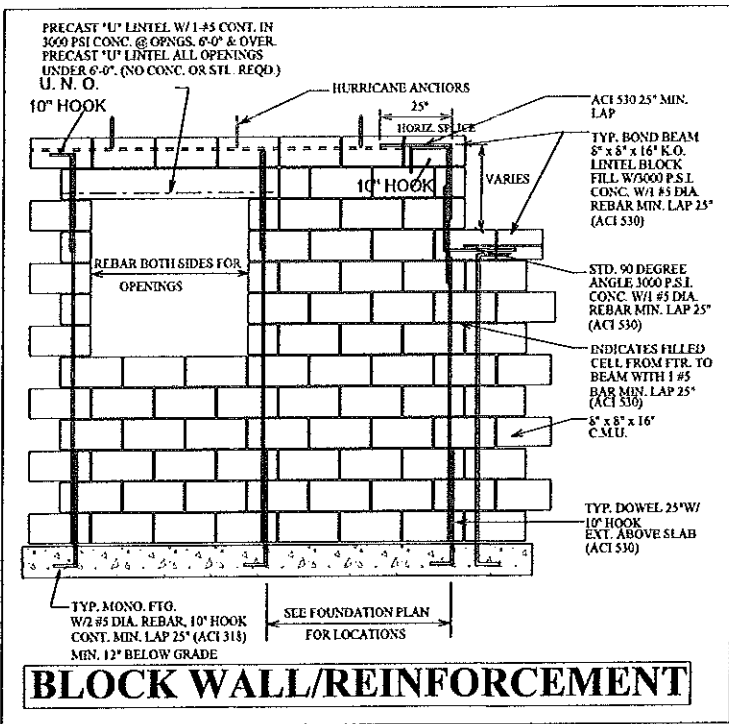 PRECAST "U" LINTEL W/ 1-#5 CONT. IN
3000 PSI CONC. @ OPNGS. 6'-0" & OVER.
PRECAST "U" LINTEL ALL OPENINGS
UNDER 6'-0". (NO CONC. OR STL. REQD.)
U. N. O.
10" HOOK
HURRICANE ANCHORS
25"
HORIZ. SPLICE
10" HOOK
ACI 530 25" MIN.
LAP
TYP. BOND BEAM
8" x 8" x 16" K.O.
LINTEL BLOCK
FILL W/3000 P.S.I.
CONC. W/1 #5 DIA.
REBAR MIN. LAP 25"
(ACI 530)
VARIES
REBAR BOTH SIDES FOR
OPENINGS
STD. 90 DEGREE
ANGLE 3000 P.S.I.
CONC. W/1 #5 DIA.
REBAR MIN. LAP 25"
(ACI 530)
INDICATES FILLED
CELL FROM FTR. TO
BEAM WITH 1 #5
BAR MIN. LAP 25"
(ACI 530)
8" x 8" x 16"
C.M.U.
TYP. DOWEL 25"W/
10" HOOK
EXT. ABOVE SLAB
(ACI 530)
TYP. MONO. FTG.
W/2 #5 DIA. REBAR, 10" HOOK
CONT. MIN. LAP 25" (ACI 318)
MIN. 12" BELOW GRADE
SEE FOUNDATION PLAN
FOR LOCATIONS
BLOCK WALL/REINFORCEMENT